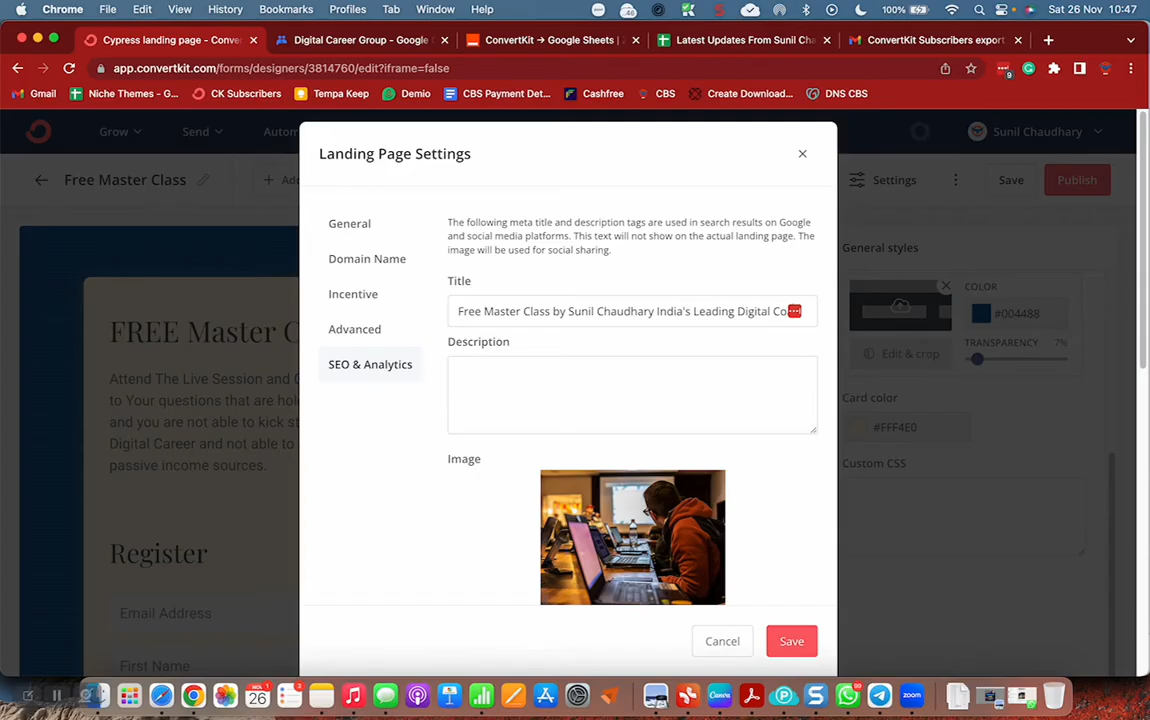 Chrome File Edit View History Bookmarks Profiles Tab Window Help 100% Sat 26 Nov 10:47
Cypress landing page - Conve
Digital Career Group - Google
ConvertKit → Google Sheets |
Latest Updates From Sunil Cha
ConvertKit Subscribers export
app.convertkit.com/forms/designers/3814760/edit?iframe=false
9
Gmail
Niche Themes - G...
CK Subscribers
Tempa Keep
Demio
CBS Payment Det...
Cashfree
CBS
Create Download...
DNS CBS
Grow Send Autom
Sunil Chaudhary
Free Master Class
Settings
Save
Publish
Landing Page Settings
General
Domain Name
Incentive
Advanced
SEO & Analytics
The following meta title and description tags are used in search results on Google
and social media platforms. This text will not show on the actual landing page. The
image will be used for social sharing.
Title
Free Master Class by Sunil Chaudhary India's Leading Digital Co
Description
Image
Cancel
Save
FREE Master C
Attend The Live Session and
to Your questions that are hol
and you are not able to kick st
Digital Career and not able to
passive income sources.
Register
Email Address
First Name
General styles
COLOR
#004488
TRANSPARENCY 7%
Edit & crop
Card color
#FFF4E0
Custom CSS
NOV
26
zoom